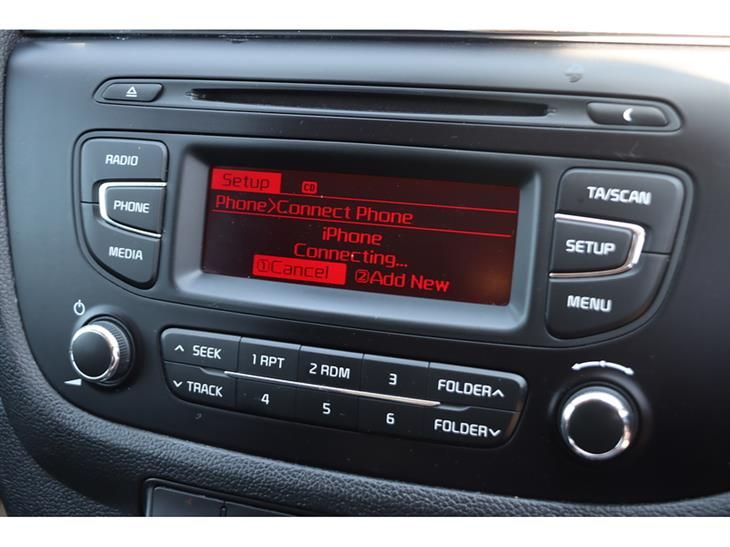 RADIO
PHONE
MEDIA
Setup CD
Phone>Connect Phone
iPhone
Connecting...
①Cancel ②Add New
TA/SCAN
SETUP
MENU
SEEK
TRACK
1 RPT
2 RDM
3
4
5
6
FOLDER
FOLDER